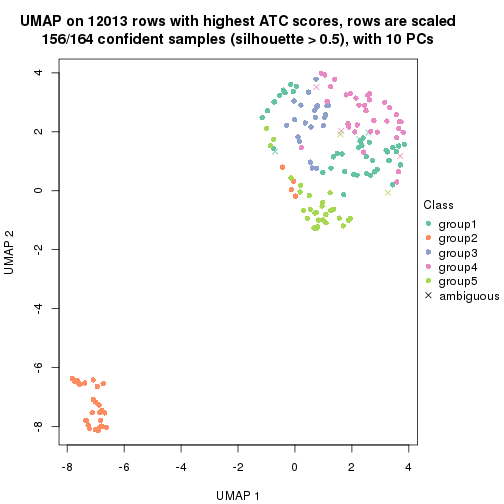 UMAP on 12013 rows with highest ATC scores, rows are scaled
156/164 confident samples (silhouette > 0.5), with 10 PCs
4
2
0
-2
-4
-6
-8
UMAP 2
-8
-6
-4
-2
0
2
4
UMAP 1
Class
group1
group2
group3
group4
group5
ambiguous